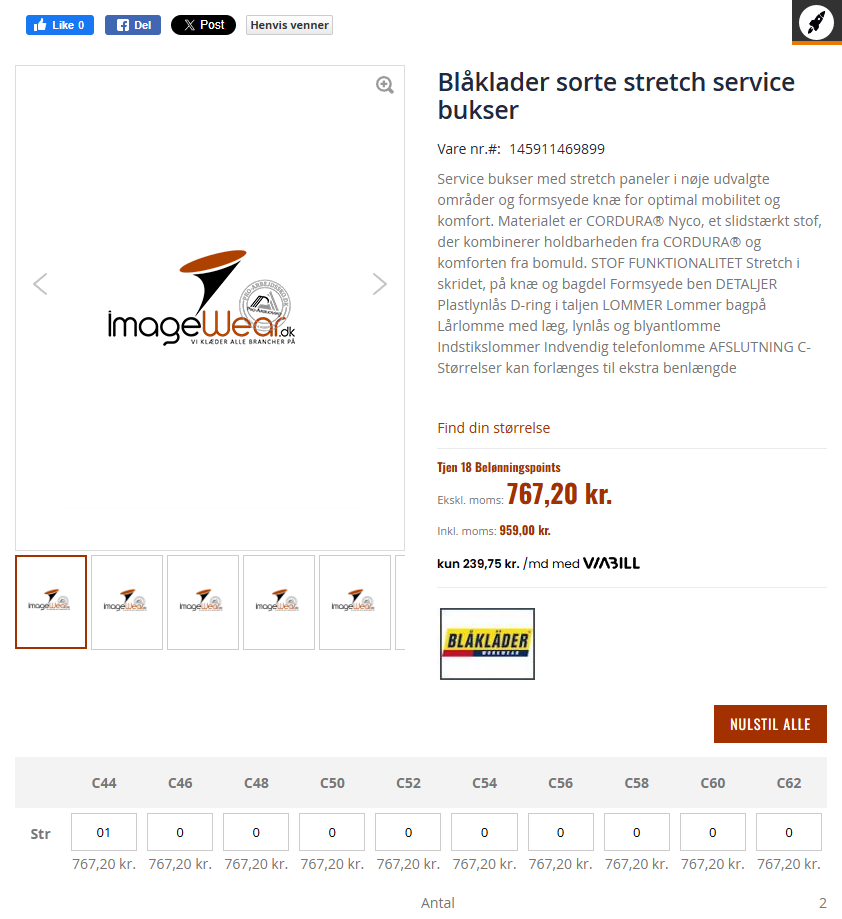 Like 0
Del
Post
Henvis venner
Blåklader sorte stretch service
bukser
Vare nr.#: 145911469899
Service bukser med stretch paneler i nøje udvalgte
områder og formsyede knæ for optimal mobilitet og
komfort. Materialet er CORDURA® Nyco, et slidstærkt stof,
der kombinerer holdbarheden fra CORDURA® og
komforten fra bomuld. STOF FUNKTIONALITET Stretch i
skridet, på knæ og bagdel Formsyede ben DETALJER
Plastlynlås D-ring i taljen LOMMER Lommer bagpå
Lårlomme med læg, lynlås og blyantlomme
Indstikslommer Indvendig telefonlomme AFSLUTNING C-
Størrelser kan forlænges til ekstra benlængde
imageWear.dk
VI KLÆDER ALLE BRANCHER PÅ
Find din størrelse
Tjen 18 Belønningspoints
Ekskl. moms: 767,20 kr.
Inkl. moms: 959,00 kr.
kun 239,75 kr. /md med VIABILL
imageWear
imageWear
imageWear
imageWear
imageWear
BLÅKLÄDER
WORKWEAR
NULSTIL ALLE
C44 C46 C48 C50 C52 C54 C56 C58 C60 C62
Str 01 0 0 0 0 0 0 0 0 0
767,20 kr. 767,20 kr. 767,20 kr. 767,20 kr. 767,20 kr. 767,20 kr. 767,20 kr. 767,20 kr. 767,20 kr. 767,20 kr.
Antal 2